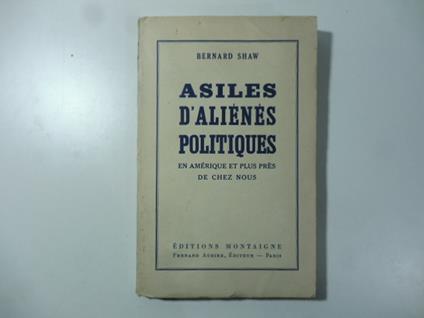 BERNARD SHAW
ASILES
D'ALIÉNÉS
POLITIQUES
EN AMÉRIQUE ET PLUS PRÈS
DE CHEZ NOUS
ÉDITIONS MONTAIGNE
FERNAND AUBIER, ÉDITEUR — PARIS